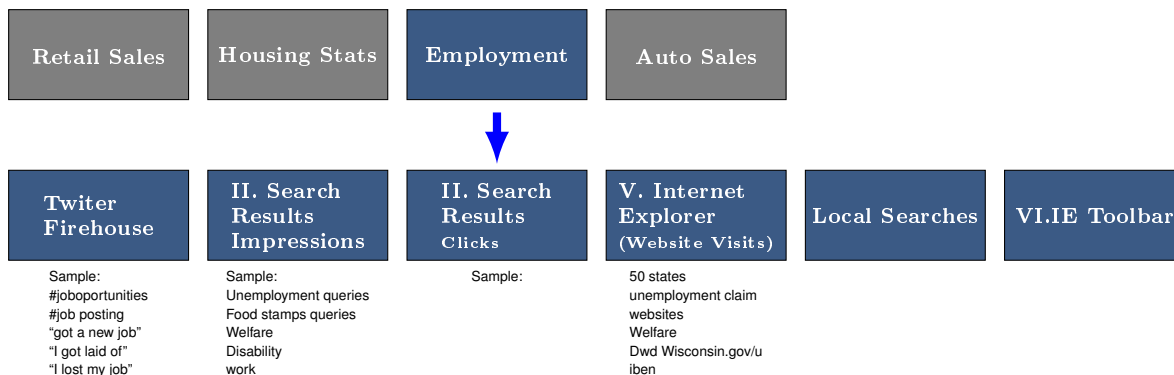 Retail Sales
Housing Stats
Employment
Auto Sales
Twiter
Firehouse
II. Search
Results
Impressions
II. Search
Results
Clicks
V. Internet
Explorer
(Website Visits)
Local Searches
VI.IE Toolbar
Sample:
#joboportunities
#job posting
“got a new job”
“I got laid of”
“I lost my job”
Sample:
Unemployment queries
Food stamps queries
Welfare
Disability
work
Sample:
50 states
unemployment claim
websites
Welfare
Dwd Wisconsin.gov/u
iben